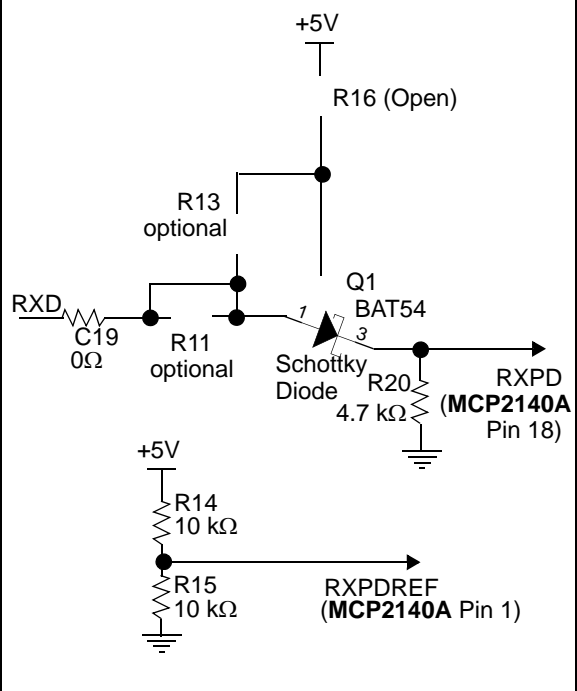 +5V
R16 (Open)
R13
optional
Q1
BAT54
RXD
C19
0Ω
R11
optional
1
3
Schottky
Diode
R20
4.7 kΩ
RXPD
(MCP2140A
Pin 18)
+5V
R14
10 kΩ
R15
10 kΩ
RXPDREF
(MCP2140A Pin 1)